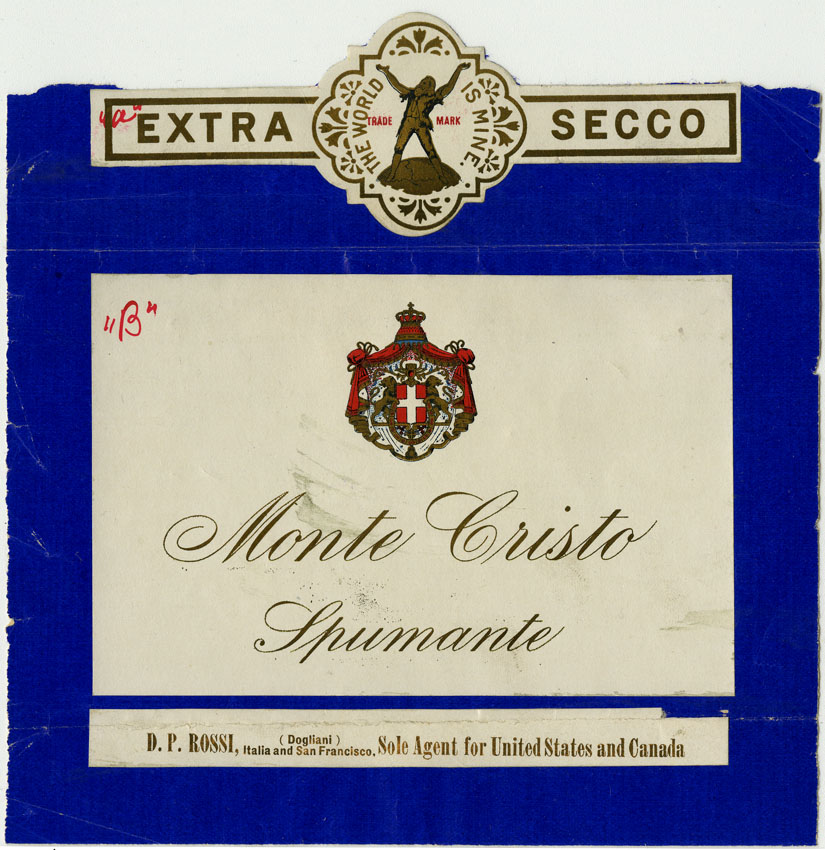 "a"
EXTRA SECCO
THE WORLD IS MINE.
TRADE MARK
"B"
Monte Cristo
Spumante
D. P. ROSSI, (Dogliani) Italia and San Francisco. Sole Agent for United States and Canada